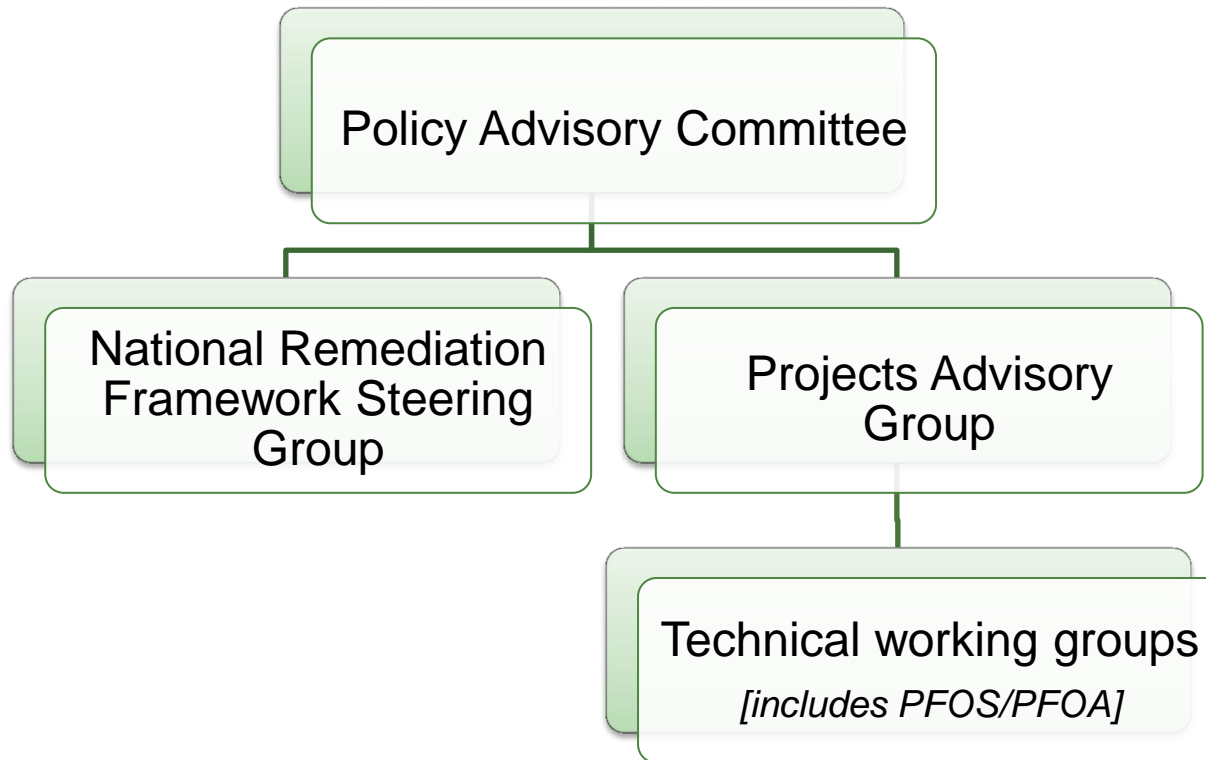 Policy Advisory Committee
National Remediation
Framework Steering
Group
Projects Advisory
Group
Technical working groups
[includes PFOS/PFOA]